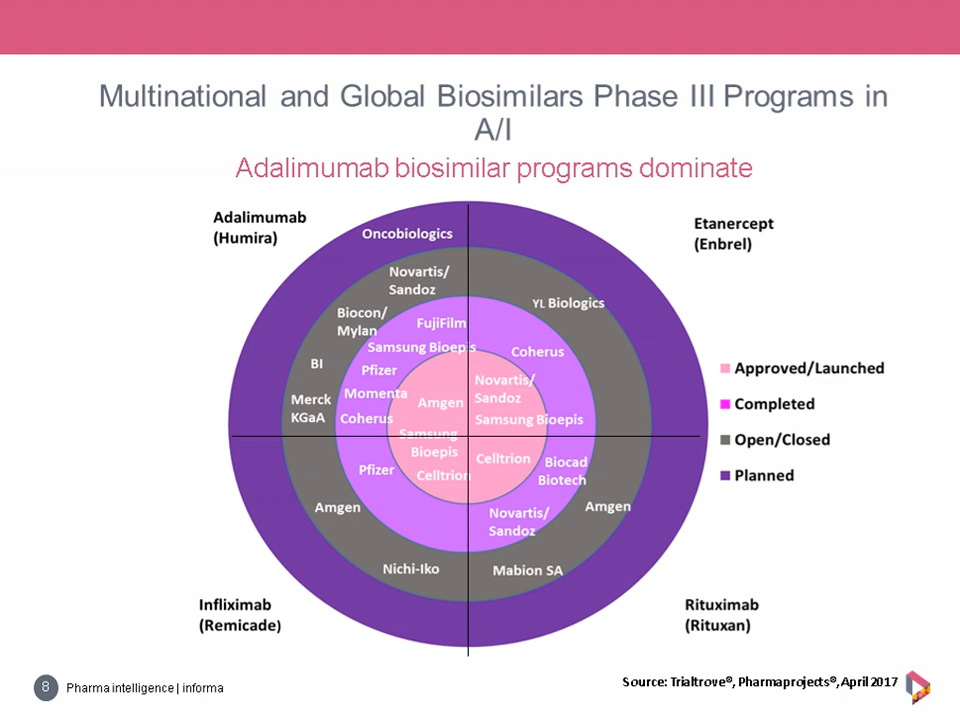 Multinational and Global Biosimilars Phase III Programs in
A/I
Adalimumab biosimilar programs dominate
Adalimumab
(Humira)
Etanercept
(Enbrel)
Oncobiologics
Novartis/
Sandoz
Biocon/
Mylan
BI
Merck
KGaA
FujiFilm
Samsung Bioepis
Pfizer
Momenta
Coherus
Amgen
YL Biologics
Coherus
Novartis/
Sandoz
Samsung Bioepis
Samsung
Bioepis
Celltrion
Pfizer
Amgen
Nichi-Iko
Celltrion
Biocad
Biotech
Novartis/
Sandoz
Amgen
Mabion SA
Infliximab
(Remicade)
Rituximab
(Rituxan)
Approved/Launched
Completed
Open/Closed
Planned
8
Pharma intelligence | informa
Source: Trialtrove®, Pharmaprojects®, April 2017